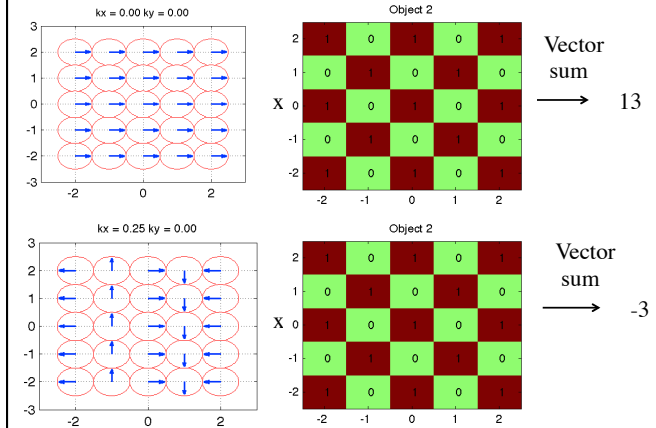 kx = 0.00 ky = 0.00
3
2
1
0
-1
-2
-3
-2 0 2
X
Object 2
2 1 0 1 0 1
1 0 1 0 1 0
0 1 0 1 0 1
-1 0 1 0 1 0
-2 1 0 1 0 1
-2 -1 0 1 2
Vector
sum
13
kx = 0.25 ky = 0.00
3
2
1
0
-1
-2
-3
-2 0 2
X
Object 2
2 1 0 1 0 1
1 0 1 0 1 0
0 1 0 1 0 1
-1 0 1 0 1 0
-2 1 0 1 0 1
-2 -1 0 1 2
Vector
sum
-3